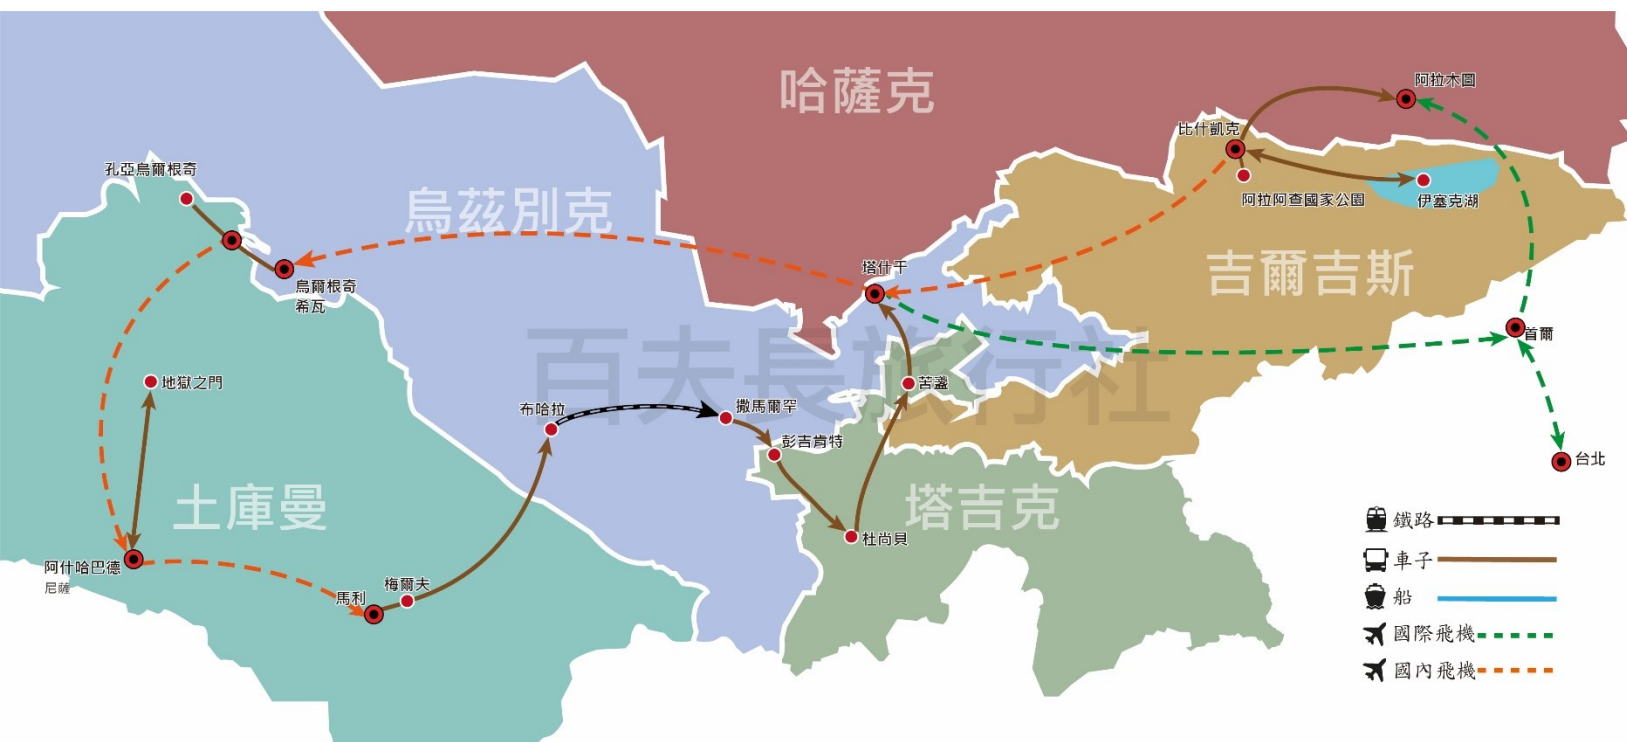 哈薩克
阿拉木圖
比什凱克
孔亞烏爾根奇
烏茲別克
阿拉阿查國家公園
伊塞克湖
吉爾吉斯
塔什干
烏爾根奇
希瓦
百夫長旅行社
首爾
地獄之門
苦盞
布哈拉
撒馬爾罕
彭吉肯特
台北
土庫曼
塔吉克
杜尚貝
鐵路
車子
阿什哈巴德
尼薩
梅爾夫
馬利
船
國際飛機
國內飛機